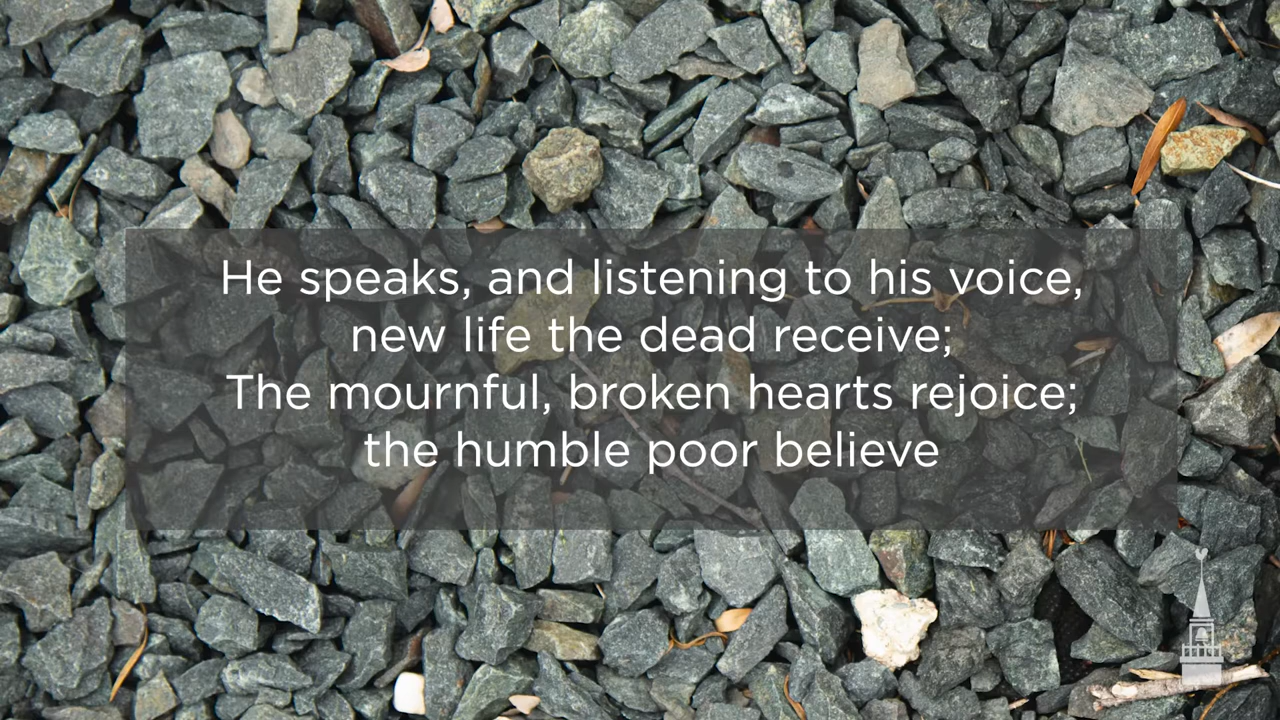 He speaks, and listening to his voice,
new life the dead receive;
The mournful, broken hearts rejoice;
the humble poor believe